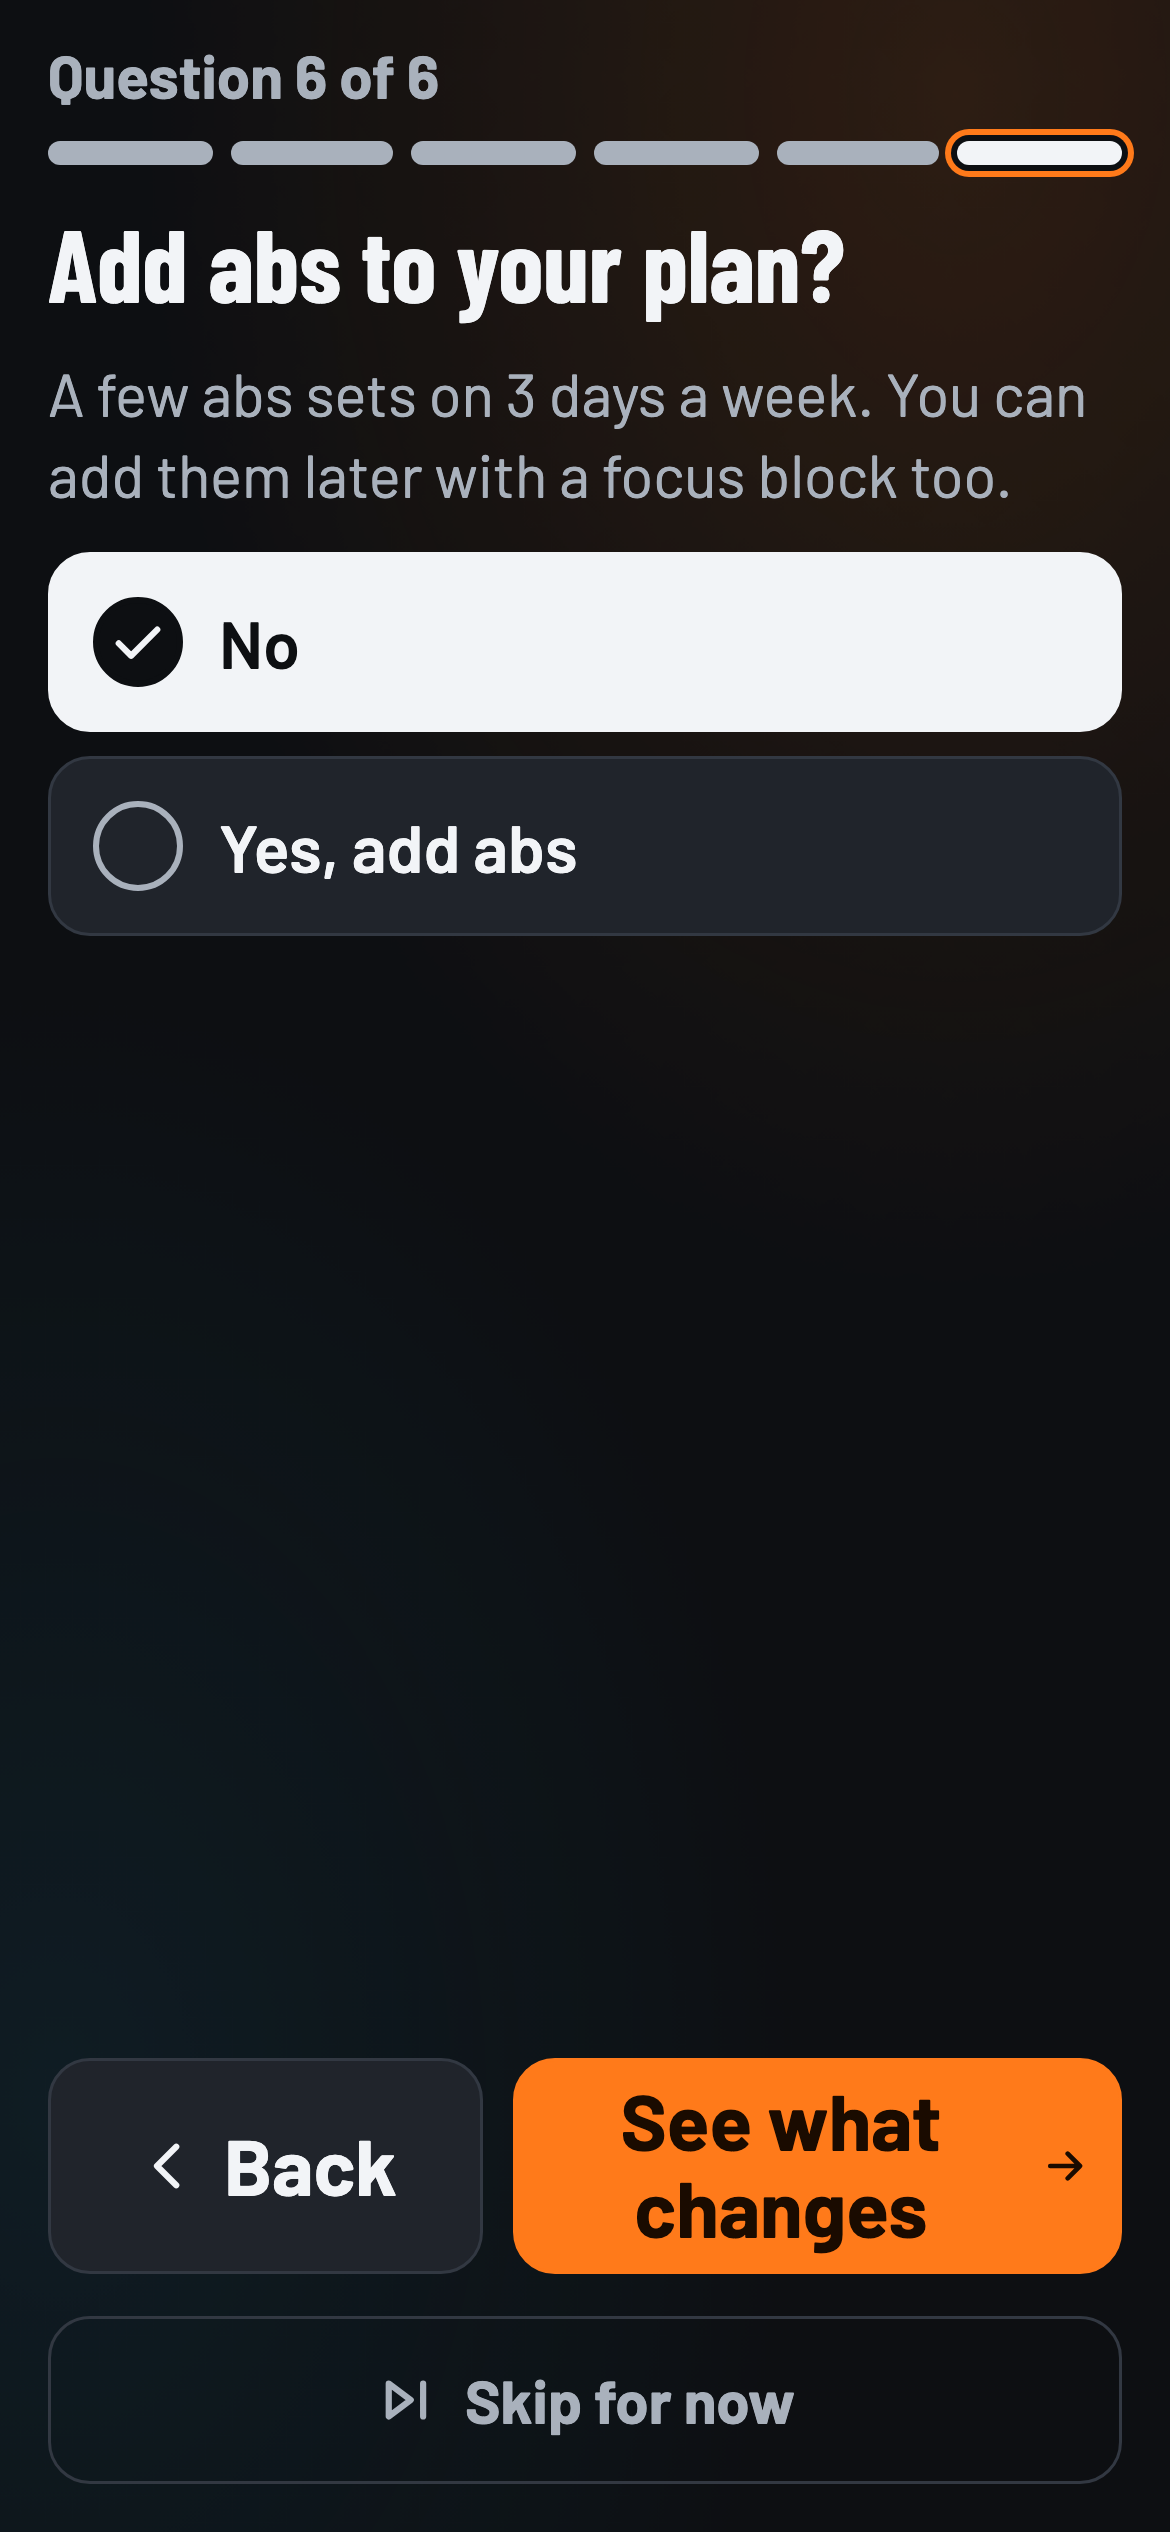 Question 6 of 6
Add abs to your plan?
A few abs sets on 3 days a week. You can
add them later with a focus block too.
No
Yes, add abs
Back
See what
changes
Skip for now